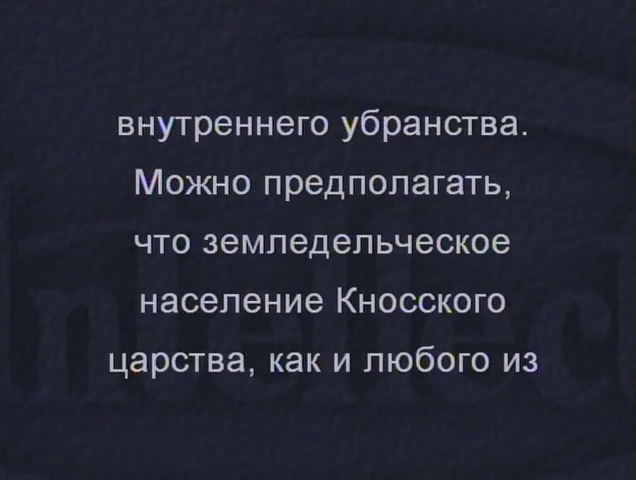 внутреннего убранства.
Можно предполагать,
что земледельческое
население Кносского
царства, как и любого из